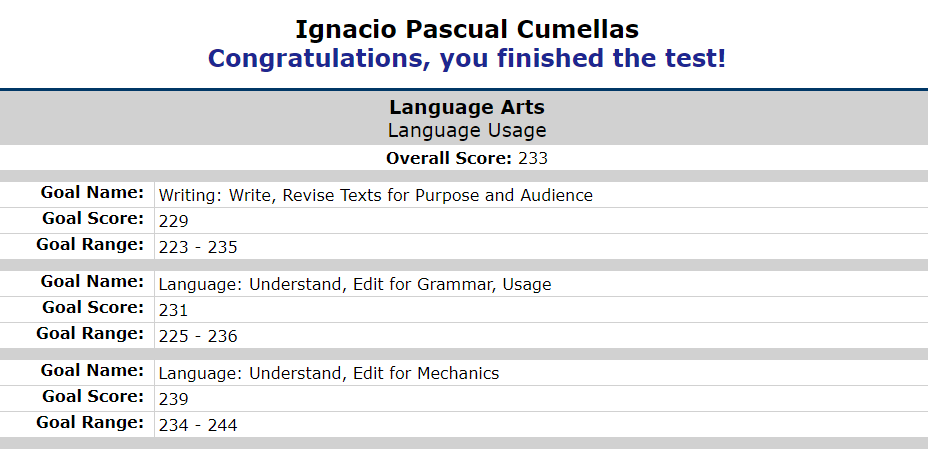 Ignacio Pascual Cumellas
Congratulations, you finished the test!
Language Arts
Language Usage
Overall Score: 233
Goal Name: Writing: Write, Revise Texts for Purpose and Audience
Goal Score: 229
Goal Range: 223 - 235
Goal Name: Language: Understand, Edit for Grammar, Usage
Goal Score: 231
Goal Range: 225 - 236
Goal Name: Language: Understand, Edit for Mechanics
Goal Score: 239
Goal Range: 234 - 244